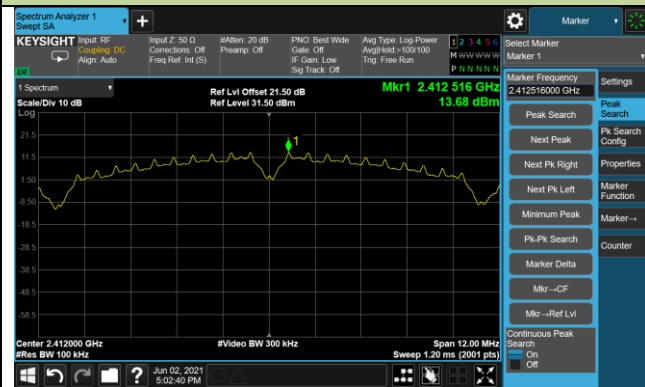 Spectrum Analyzer 1
Swept SA
+
Marker
KEYSIGHT
Input: RF
Coupling: DC
Align: Auto
Input Z: 50 Ω
Corrections: Off
Freq Ref: Int (S)
#Atten: 20 dB
Preamp: Off
PNO: Best Wide
Gate: Off
IF Gain: Low
Sig Track: Off
Avg Type: Log-Power
Avg|Hold:>100/100
Trig: Free Run
1 2 3 4 5 6
M W W W W W
P N N N N N
Select Marker
Marker 1
1 Spectrum
Scale/Div 10 dB
Log
Ref Lvl Offset 21.50 dB
Ref Level 31.50 dBm
Mkr1 2.412 516 GHz
13.68 dBm
1
21.5
11.5
1.50
-8.50
-18.5
-28.5
-38.5
-48.5
-58.5
Center 2.412000 GHz
#Res BW 100 kHz
#Video BW 300 kHz
Span 12.00 MHz
Sweep 1.20 ms (2001 pts)
Marker Frequency
2.412516000 GHz
Peak Search
Next Peak
Next Pk Right
Next Pk Left
Minimum Peak
Pk-Pk Search
Marker Delta
Mkr→CF
Mkr→Ref Lvl
Continuous Peak
Search
On
Off
Settings
Peak
Search
Pk Search
Config
Properties
Marker
Function
Marker→
Counter
?
Jun 02, 2021
5:02:40 PM